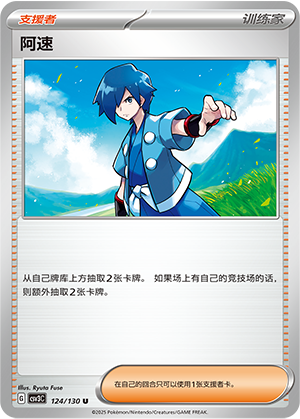 支援者 训练家
阿速
从自己牌库上方抽取2张卡牌。 如果场上有自己的竞技场的话，
则额外抽取2张卡牌。
Illus. Ryuta Fuse
G CSV3C 124/130 U
在自己的回合只可以使用1张支援者卡。
©2025 Pokémon/Nintendo/Creatures/GAME FREAK.